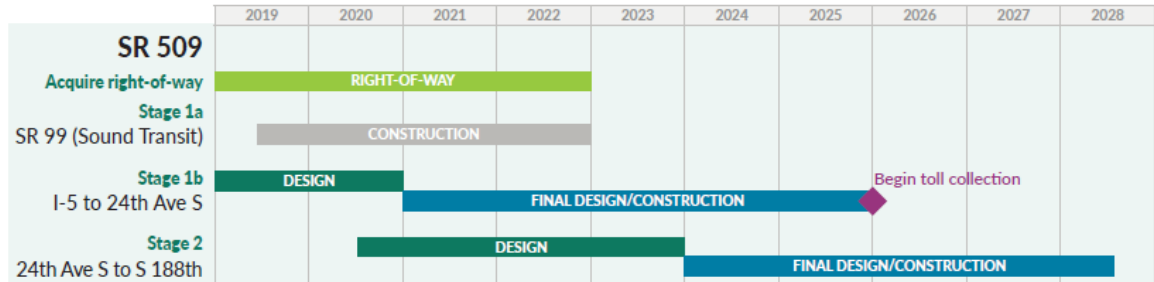 2019 2020 2021 2022 2023 2024 2025 2026 2027 2028
SR 509
Acquire right-of-way RIGHT-OF-WAY
Stage 1a
SR 99 (Sound Transit) CONSTRUCTION
Stage 1b DESIGN Begin toll collection
I-5 to 24th Ave S FINAL DESIGN/CONSTRUCTION
Stage 2 DESIGN
24th Ave S to S 188th FINAL DESIGN/CONSTRUCTION